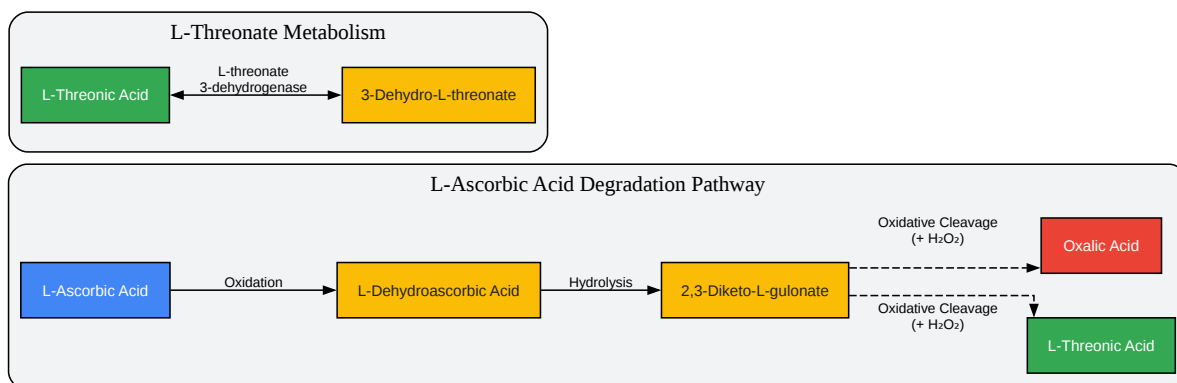 L-Threonate Metabolism
L-Threonic Acid
L-threonate
3-dehydrogenase
3-Dehydro-L-threonate
L-Ascorbic Acid Degradation Pathway
L-Ascorbic Acid
Oxidation
L-Dehydroascorbic Acid
Hydrolysis
2,3-Diketo-L-gulonate
Oxidative Cleavage
(+ H₂O₂)
Oxalic Acid
Oxidative Cleavage
(+ H₂O₂)
L-Threonic Acid